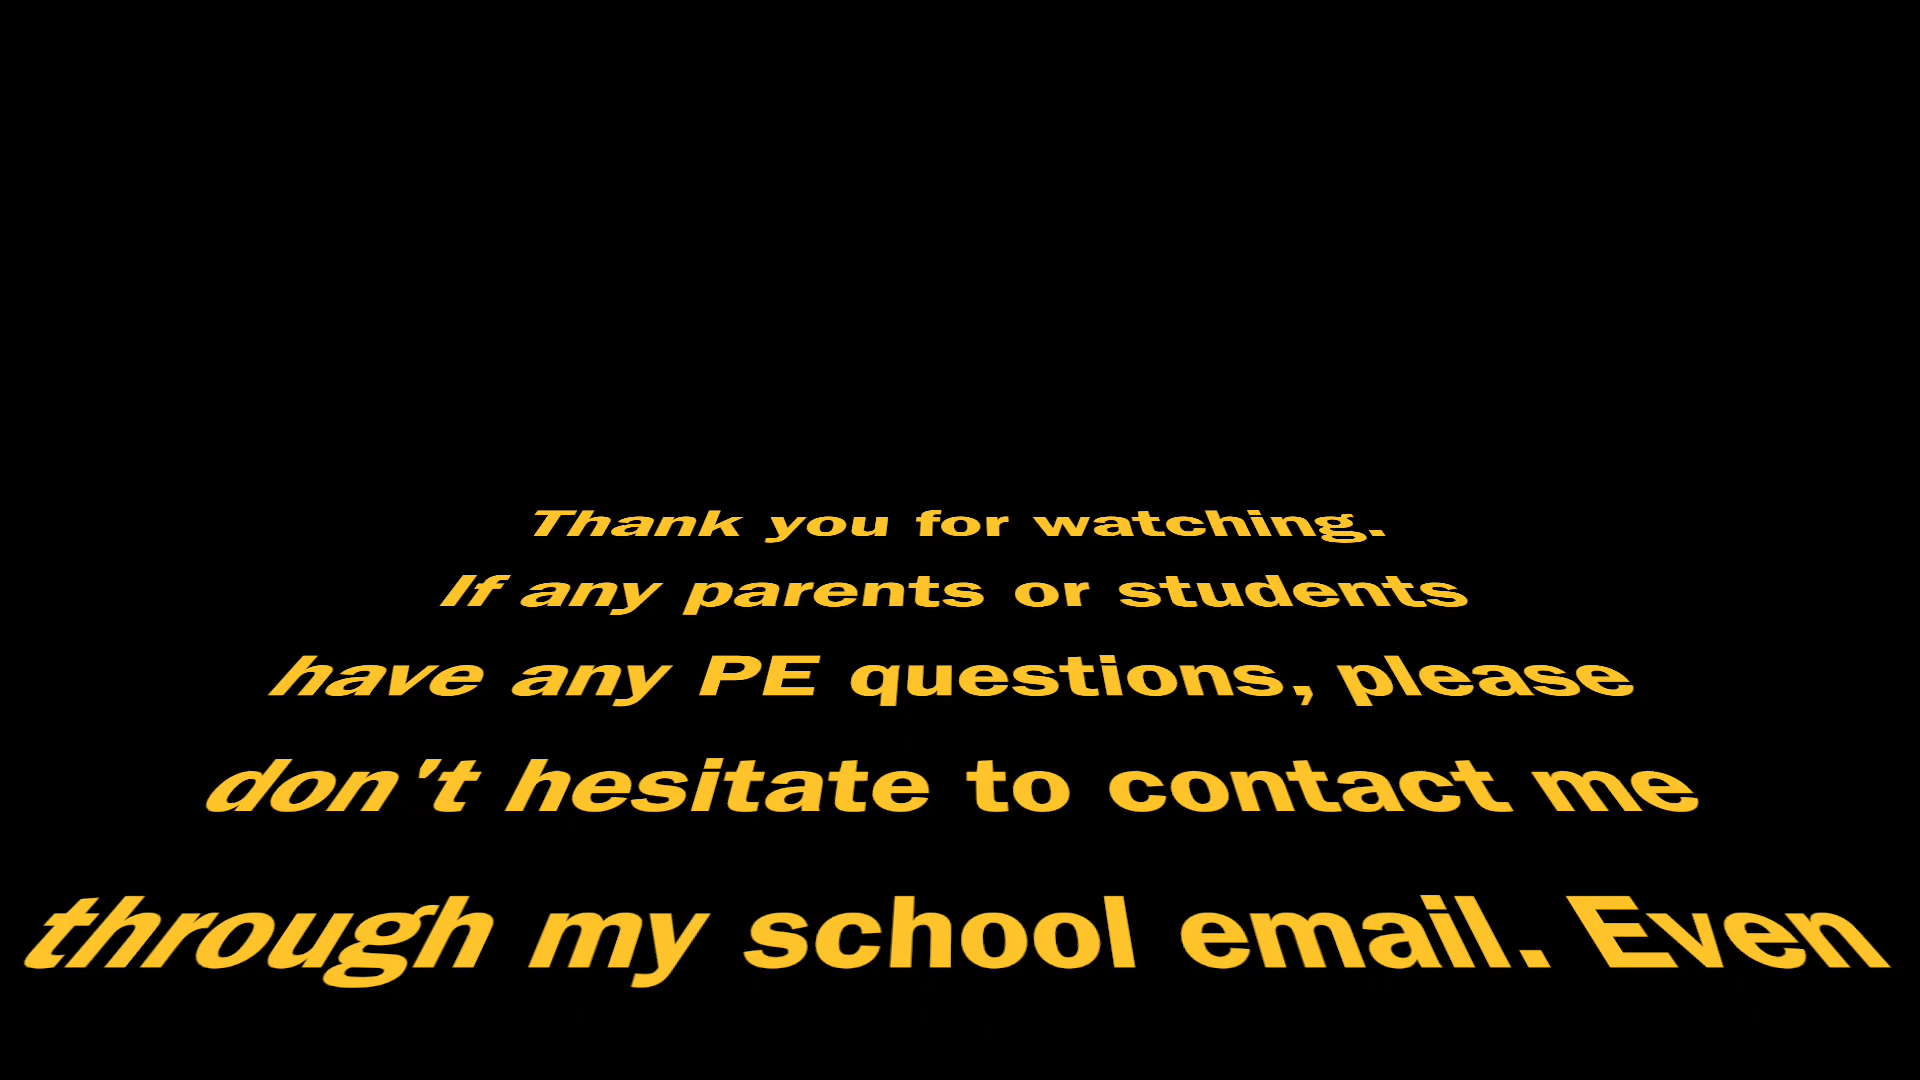 Thank you for watching.
If any parents or students
have any PE questions, please
don't hesitate to contact me
through my school email. Even